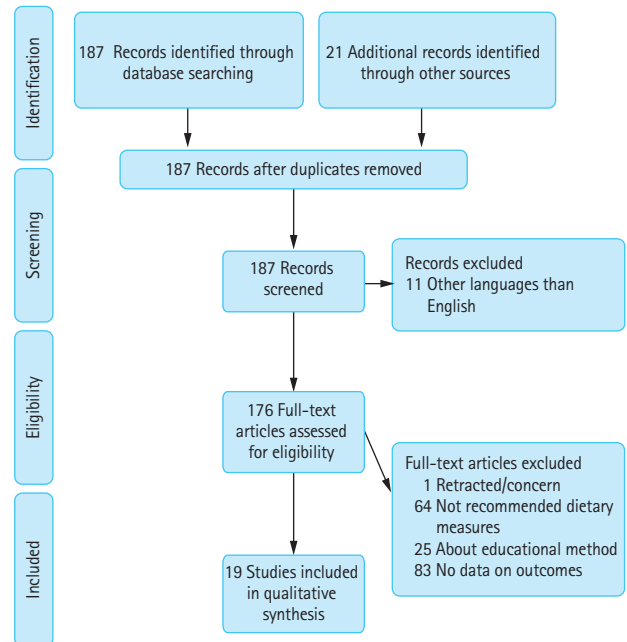 Identification
187 Records identified through
database searching
21 Additional records identified
through other sources
187 Records after duplicates removed
Screening
187 Records
screened
Records excluded
11 Other languages than
English
Eligibility
176 Full-text
articles assessed
for eligibility
Full-text articles excluded
1 Retracted/concern
64 Not recommended dietary
measures
25 About educational method
83 No data on outcomes
Included
19 Studies included
in qualitative
synthesis